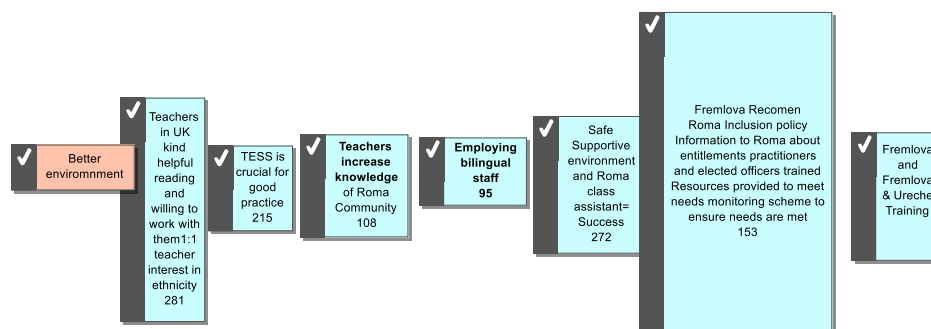 Better
enviromnment
Teachers
in UK
kind
helpful
reading
and
willing to
work with
them1:1
teacher
interest in
ethnicity
281
TESS is
crucial for
good
practice
215
Teachers
increase
knowledge
of Roma
Community
108
Employing
bilingual
staff
95
Safe
Supportive
environment
and Roma
class
assistant=
Success
272
Fremlova Recomen
Roma Inclusion policy
Information to Roma about
entitlements practitioners
and elected officers trained
Resources provided to meet
needs monitoring scheme to
ensure needs are met
153
Fremlova
and
Fremlova
& Ureche
Training